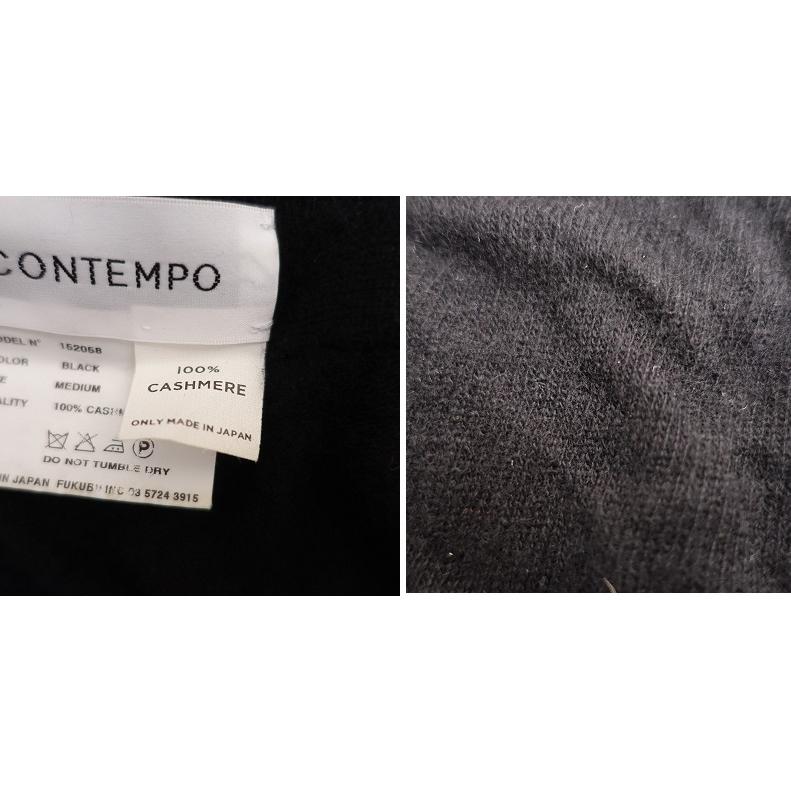 CONTEMPO
ODEL N° 152058
OLOR BLACK
E MEDIUM
ALITY 100% CASHM
100%
CASHMERE
ONLY MADE IN JAPAN
P
DO NOT TUMBLE DRY
IN JAPAN INC 03 5724 3915